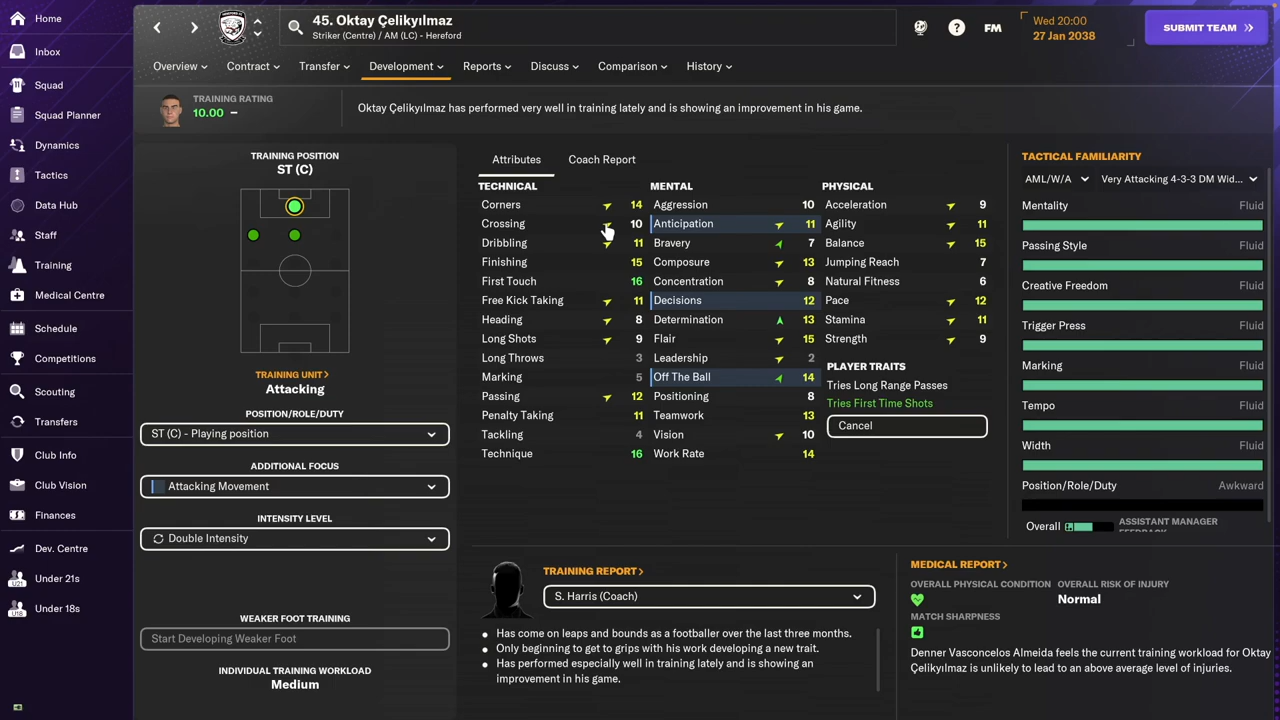 Home
Inbox
Squad
Squad Planner
Dynamics
Tactics
Data Hub
Staff
Training
Medical Centre
Schedule
Competitions
Scouting
Transfers
Club Info
Club Vision
Finances
Dev. Centre
Under 21s
Under 18s
HEREFORD
45. Oktay Çelikyılmaz
Striker (Centre) / AM (LC) - Hereford
?
FM
Wed 20:00
27 Jan 2038
SUBMIT TEAM
Overview
Contract
Transfer
Development
Reports
Discuss
Comparison
History
TRAINING RATING
10.00 –
Oktay Çelikyılmaz has performed very well in training lately and is showing an improvement in his game.
TRAINING POSITION
ST (C)
TRAINING UNIT >
Attacking
POSITION/ROLE/DUTY
ST (C) - Playing position
ADDITIONAL FOCUS
Attacking Movement
INTENSITY LEVEL
Double Intensity
WEAKER FOOT TRAINING
Start Developing Weaker Foot
INDIVIDUAL TRAINING WORKLOAD
Medium
Attributes
Coach Report
TECHNICAL
Corners 14
Crossing 10
Dribbling 11
Finishing 15
First Touch 16
Free Kick Taking 11
Heading 8
Long Shots 9
Long Throws 3
Marking 5
Passing 12
Penalty Taking 11
Tackling 4
Technique 16
MENTAL
Aggression 10
Anticipation 11
Bravery 7
Composure 13
Concentration 8
Decisions 12
Determination 13
Flair 15
Leadership 2
Off The Ball 14
Positioning 8
Teamwork 13
Vision 10
Work Rate 14
PHYSICAL
Acceleration 9
Agility 11
Balance 15
Jumping Reach 7
Natural Fitness 6
Pace 12
Stamina 11
Strength 9
PLAYER TRAITS
Tries Long Range Passes
Tries First Time Shots
Cancel
TACTICAL FAMILIARITY
AML/W/A
Very Attacking 4-3-3 DM Wid...
Mentality Fluid
Passing Style Fluid
Creative Freedom Fluid
Trigger Press Fluid
Marking Fluid
Tempo Fluid
Width Fluid
Position/Role/Duty Awkward
Overall
ASSISTANT MANAGER
TRAINING REPORT >
S. Harris (Coach)
Has come on leaps and bounds as a footballer over the last three months.
Only beginning to get to grips with his work developing a new trait.
Has performed especially well in training lately and is showing an
improvement in his game.
MEDICAL REPORT >
OVERALL PHYSICAL CONDITION
OVERALL RISK OF INJURY
Normal
MATCH SHARPNESS
Denner Vasconcelos Almeida feels the current training workload for Oktay
Çelikyılmaz is unlikely to lead to an above average level of injuries.